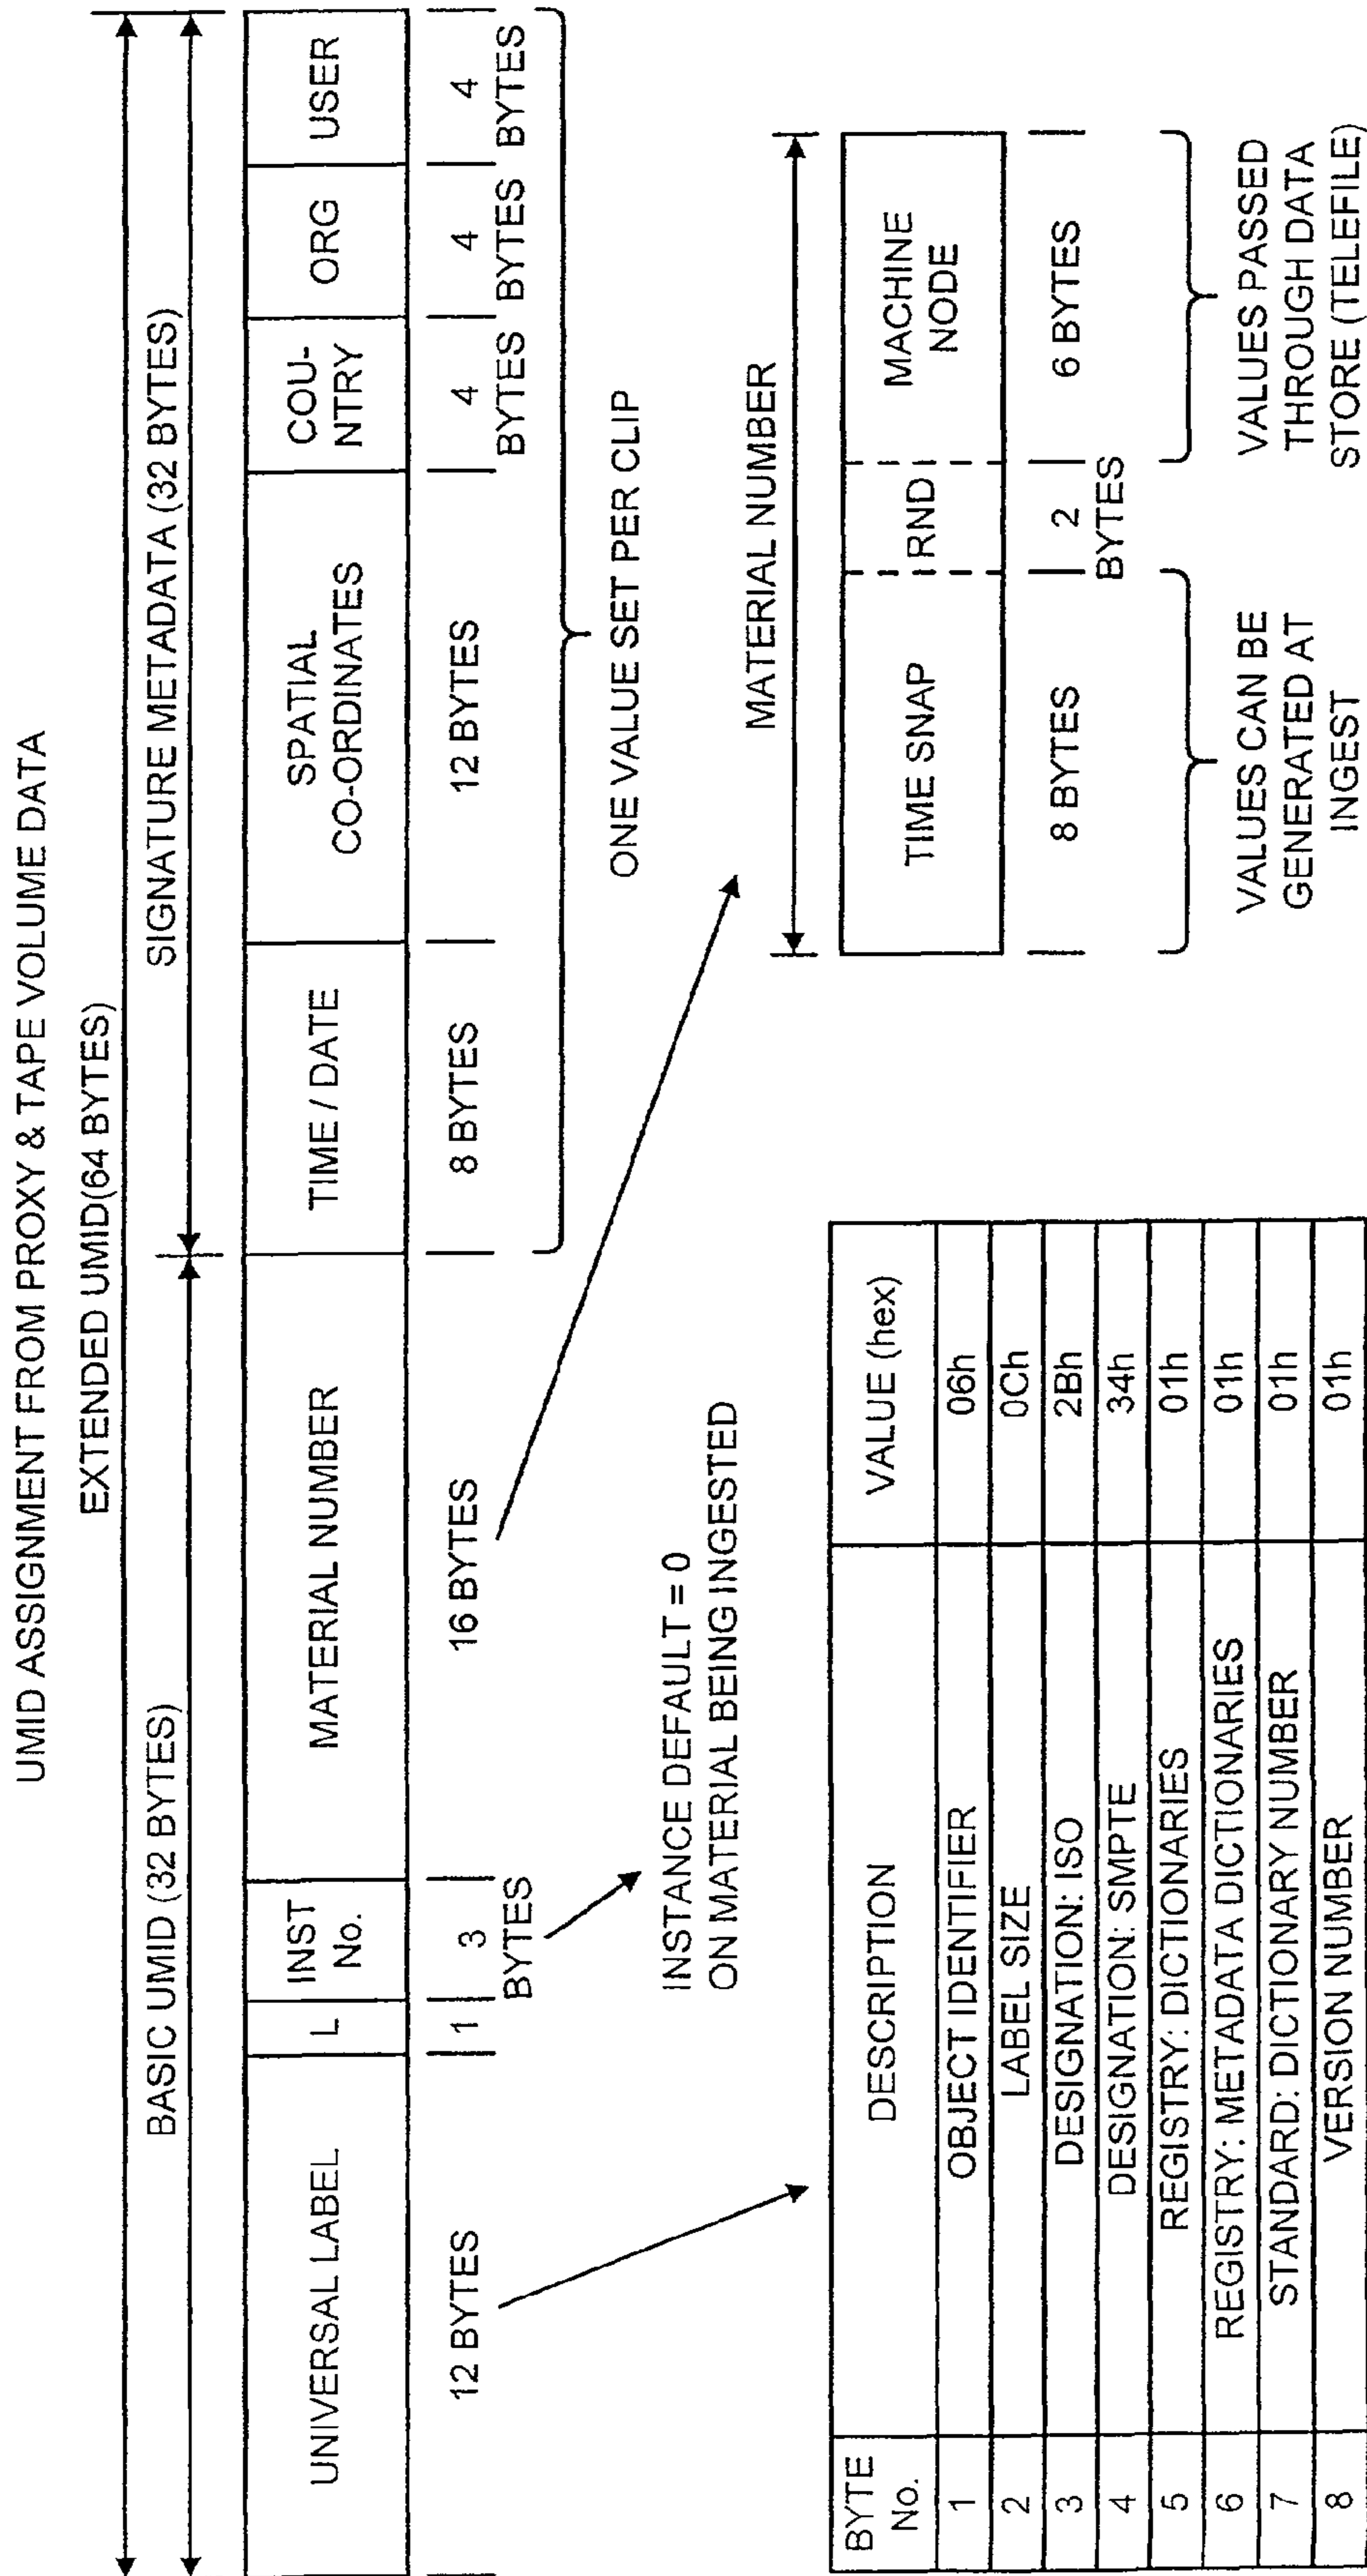 UMID ASSIGNMENT FROM PROXY & TAPE VOLUME DATA
EXTENDED UMID(64 BYTES)
BASIC UMID (32 BYTES)
SIGNATURE METADATA (32 BYTES)
UNIVERSAL LABEL
L
INST
No.
MATERIAL NUMBER
TIME / DATE
SPATIAL
CO-ORDINATES
COU-
NTRY
ORG
USER
12 BYTES
1
3
BYTES
16 BYTES
8 BYTES
12 BYTES
4
BYTES
4
BYTES
4
BYTES
INSTANCE DEFAULT = 0
ON MATERIAL BEING INGESTED
ONE VALUE SET PER CLIP
MATERIAL NUMBER
TIME SNAP
RND
MACHINE
NODE
8 BYTES
2
BYTES
6 BYTES
VALUES CAN BE
GENERATED AT
INGEST
VALUES PASSED
THROUGH DATA
STORE (TELEFILE)
BYTE
No.
DESCRIPTION
VALUE (hex)
1 OBJECT IDENTIFIER 06h
2 LABEL SIZE 0Ch
3 DESIGNATION: ISO 2Bh
4 DESIGNATION: SMPTE 34h
5 REGISTRY: DICTIONARIES 01h
6 REGISTRY: METADATA DICTIONARIES 01h
7 STANDARD: DICTIONARY NUMBER 01h
8 VERSION NUMBER 01h